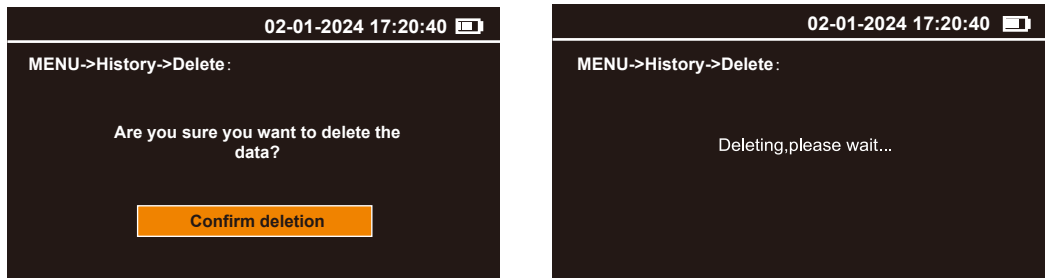 02-01-2024 17:20:40
MENU->History->Delete:
Are you sure you want to delete the
data?
Confirm deletion
02-01-2024 17:20:40
MENU->History->Delete:
Deleting,please wait...